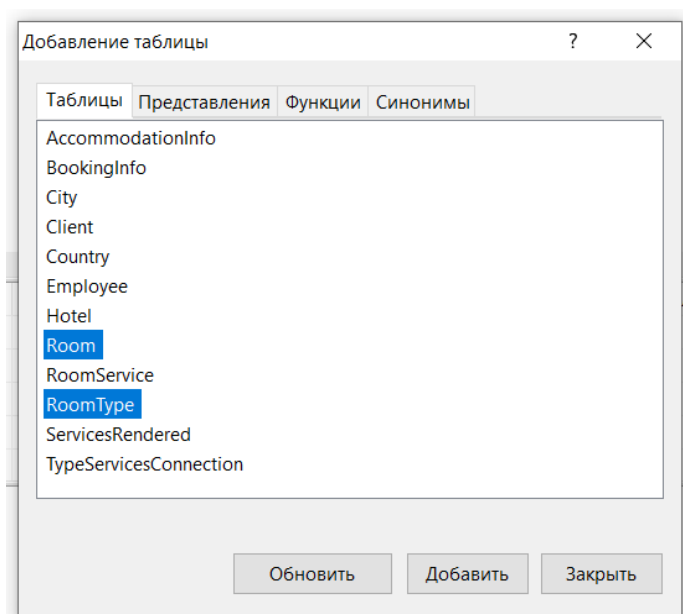 Добавление таблицы ?
Таблицы Представления Функции Синонимы
AccommodationInfo
BookingInfo
City
Client
Country
Employee
Hotel
Room
RoomService
RoomType
ServicesRendered
TypeServicesConnection
Обновить Добавить Закрыть